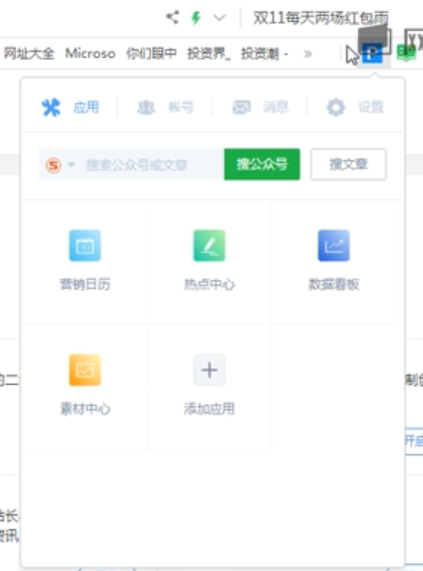 双11每天两场红包雨
网址大全 Microso 你们眼中 投资界_ 投资潮 - »
应用 帐号 消息 设置
搜索公众号或文章 搜公众号 搜文章
营销日历 热点中心 数据看板
的二
制创
素材中心 添加应用
开启
站长
资讯